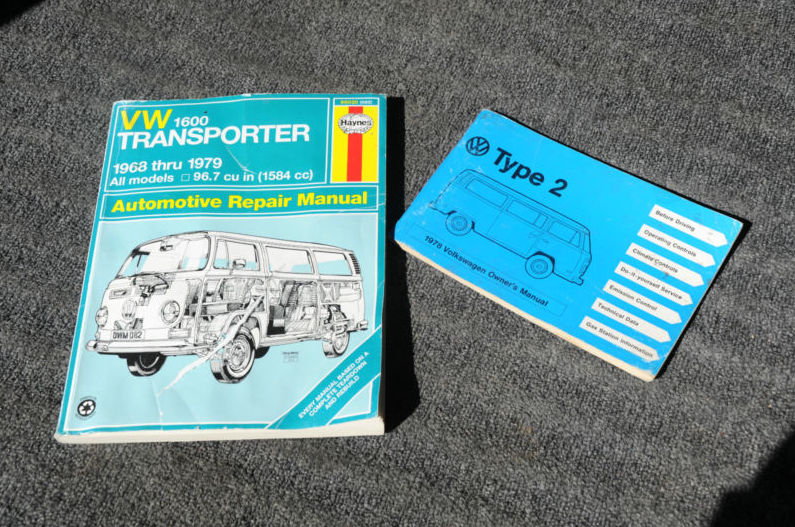 VW 1600
TRANSPORTER
1968 thru 1979
All models □ 96.7 cu in (1584 cc)
Haynes
Automotive Repair Manual
EVERY MANUAL BASED ON A
COMPLETE TEARDOWN
AND REBUILD
Type 2
1978 Volkswagen Owner's Manual
Before Driving
Operating Controls
Climate Controls
Do-it-yourself Service
Emission Control
Technical Data
Gas Station Information